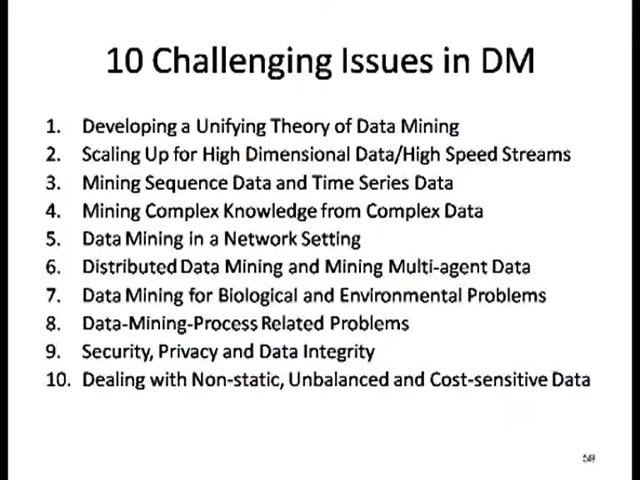 10 Challenging Issues in DM
1. Developing a Unifying Theory of Data Mining
2. Scaling Up for High Dimensional Data/High Speed Streams
3. Mining Sequence Data and Time Series Data
4. Mining Complex Knowledge from Complex Data
5. Data Mining in a Network Setting
6. Distributed Data Mining and Mining Multi-agent Data
7. Data Mining for Biological and Environmental Problems
8. Data-Mining-Process Related Problems
9. Security, Privacy and Data Integrity
10. Dealing with Non-static, Unbalanced and Cost-sensitive Data